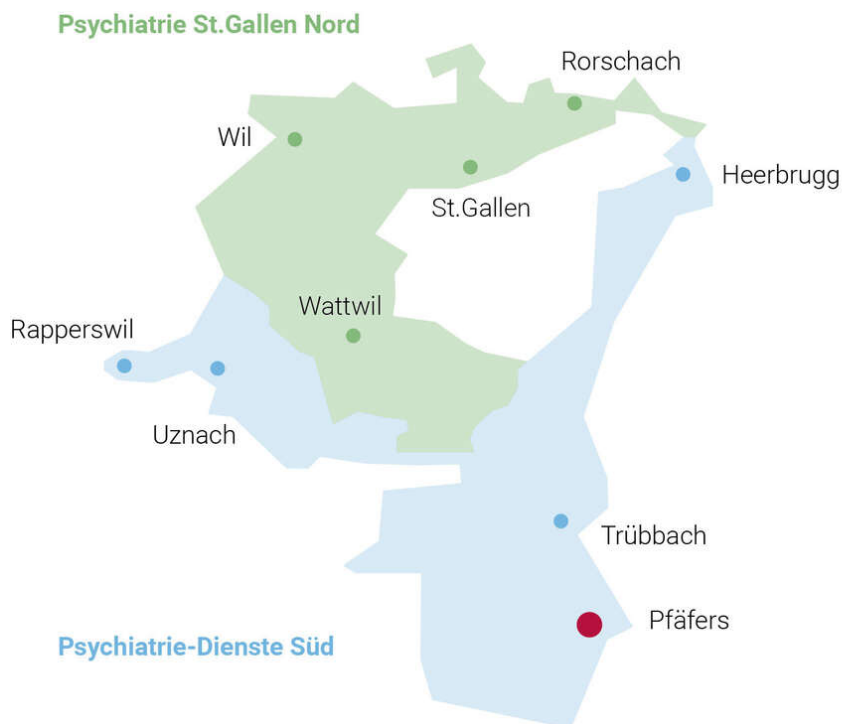 Psychiatrie St.Gallen Nord
Rorschach
Wil
Heerbrugg
St.Gallen
Wattwil
Rapperswil
Uznach
Trübbach
Pfäfers
Psychiatrie-Dienste Süd